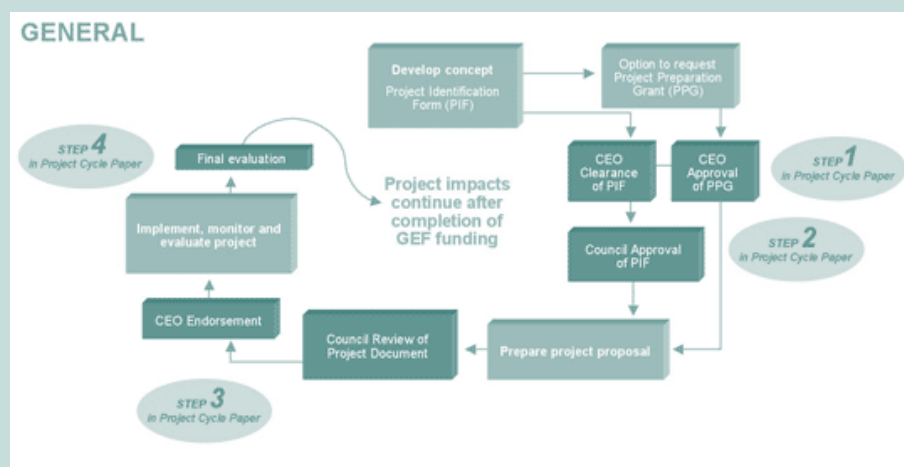 GENERAL
Develop concept
Project Identification
Form (PIF)
Option to request
Project Preparation
Grant (PPG)
STEP 4
in Project Cycle Paper
Final evaluation
CEO
Clearance
of PIF
CEO
Approval
of PPG
STEP 1
in Project Cycle Paper
Project impacts
continue after
completion of
GEF funding
Implement, monitor and
evaluate project
Council Approval
of PIF
STEP 2
in Project Cycle Paper
CEO Endorsement
Council Review of
Project Document
Prepare project proposal
STEP 3
in Project Cycle Paper